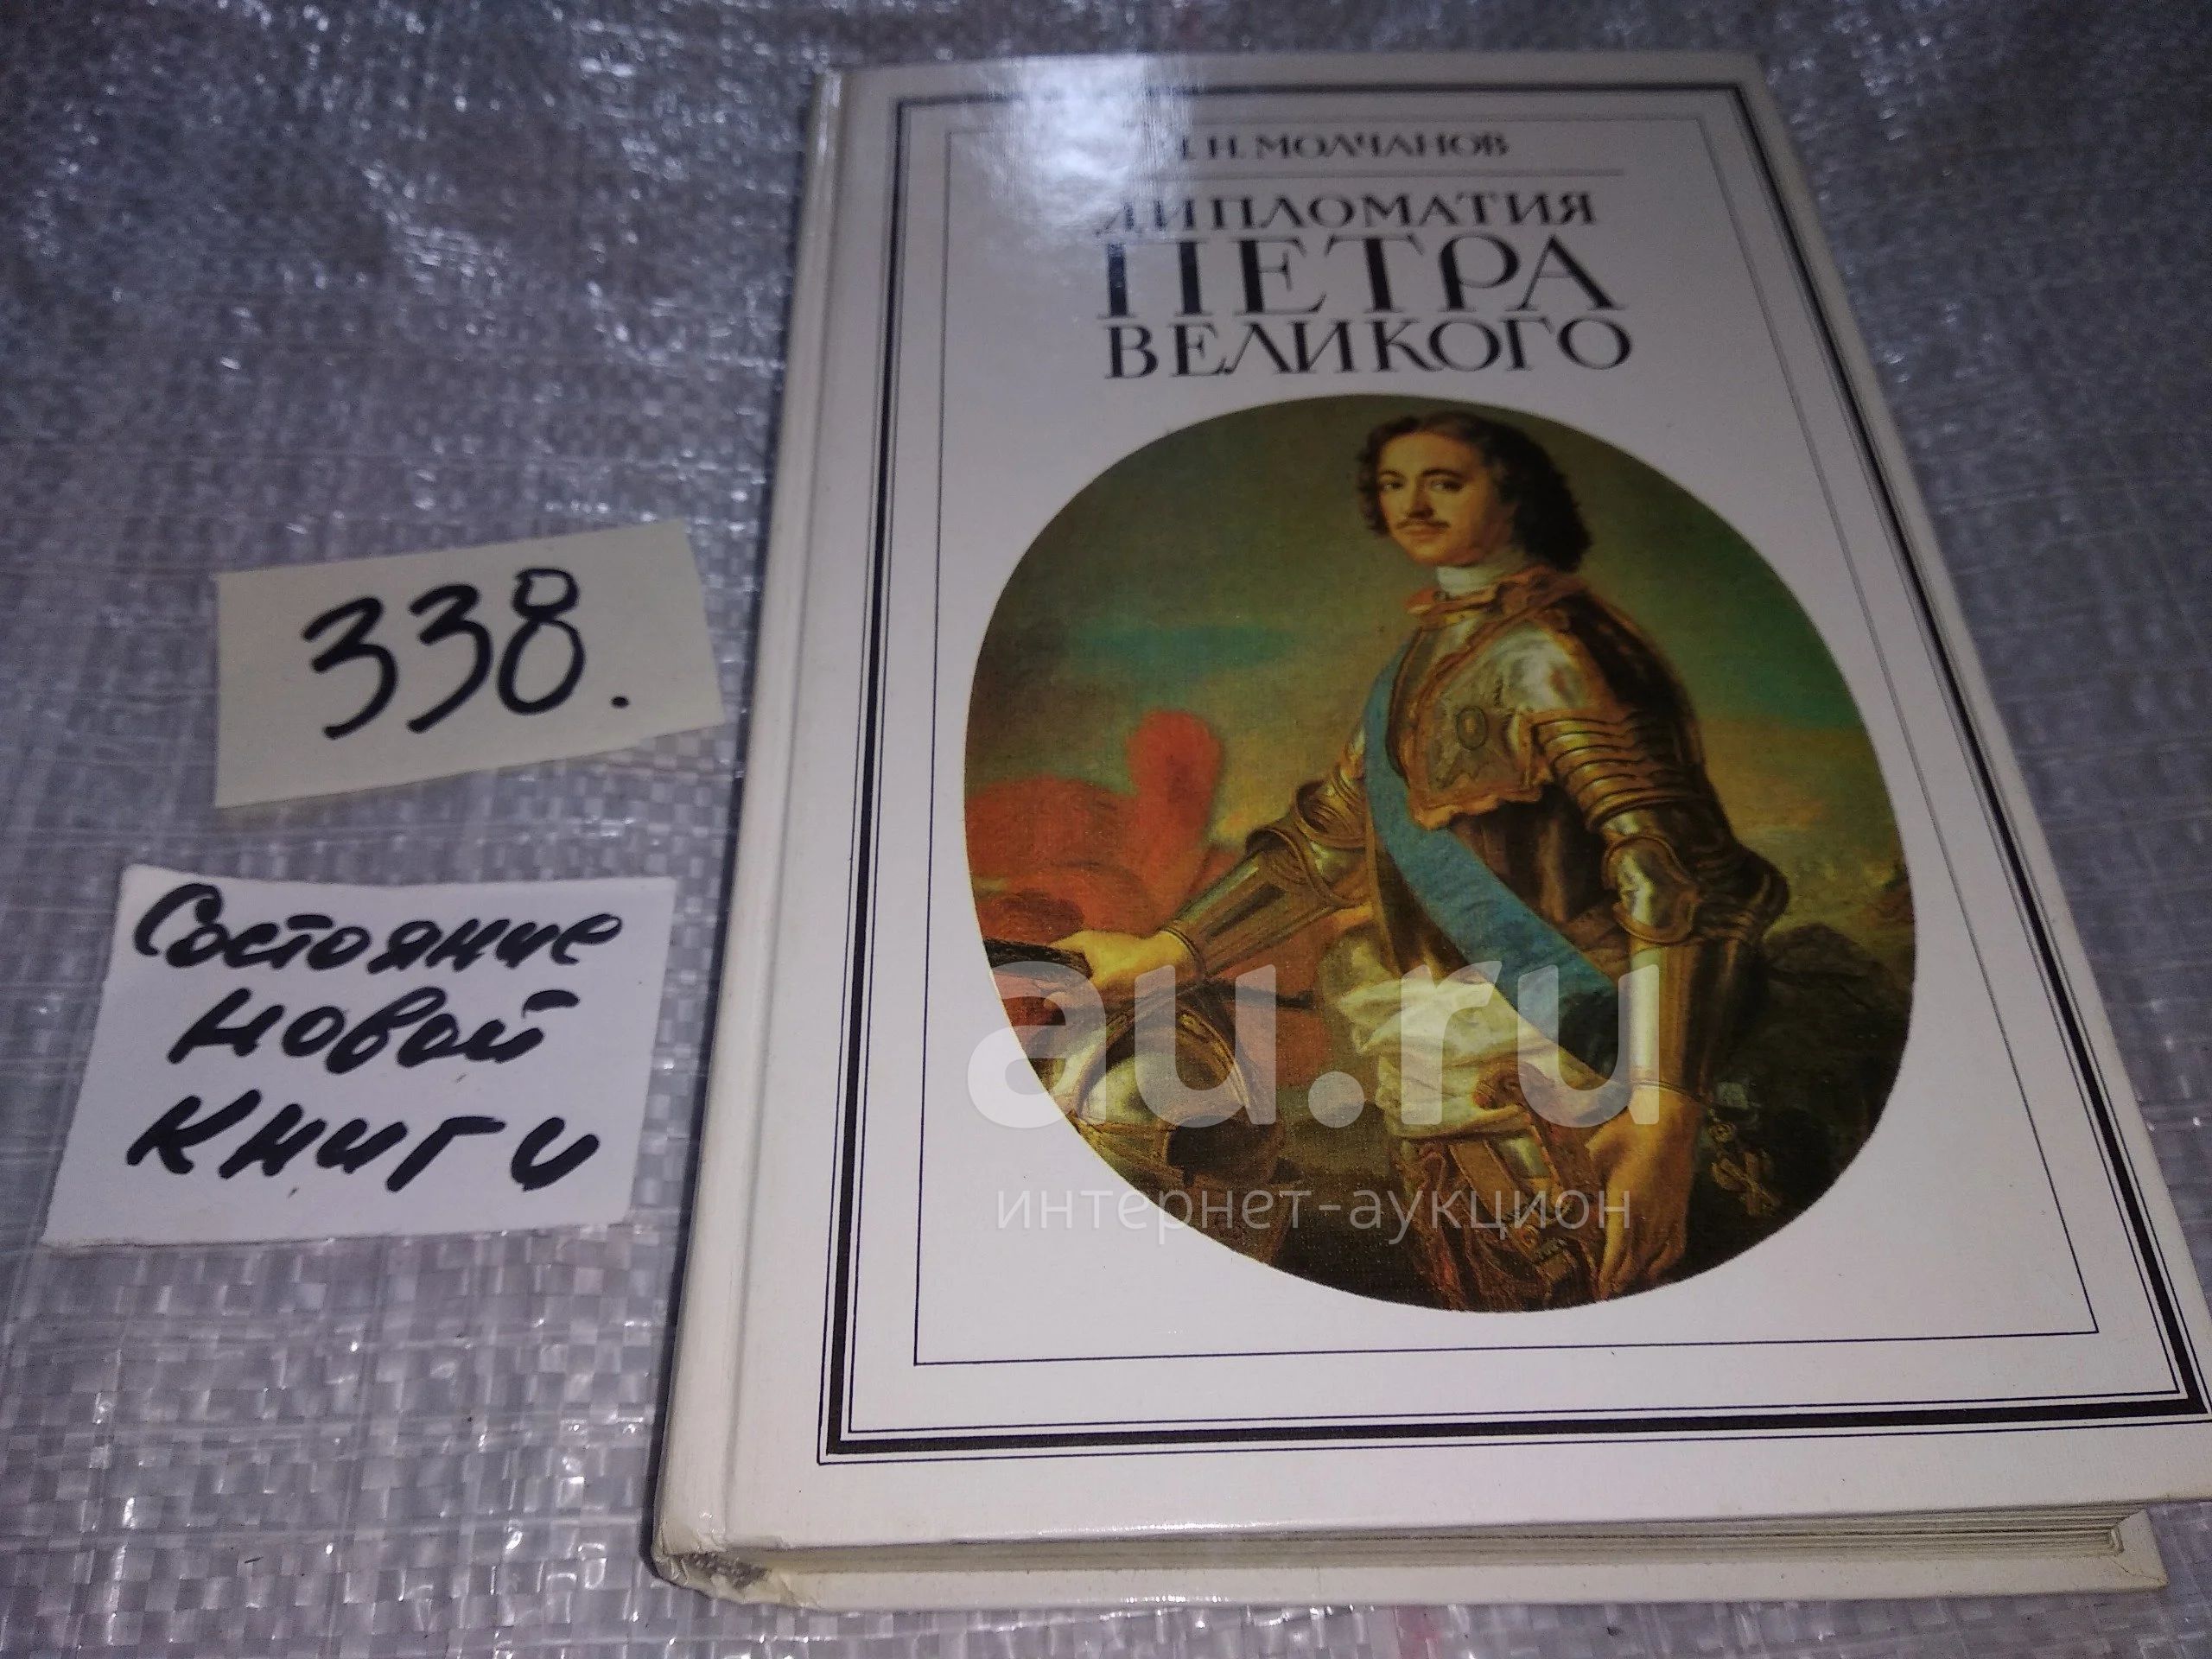 Н.Н.МОЛЧАНОВ
ДИПЛОМАТИЯ
ПЕТРА
ВЕЛИКОГО
338.
Состояние
новой
книги
au.ru
интернет-аукцион